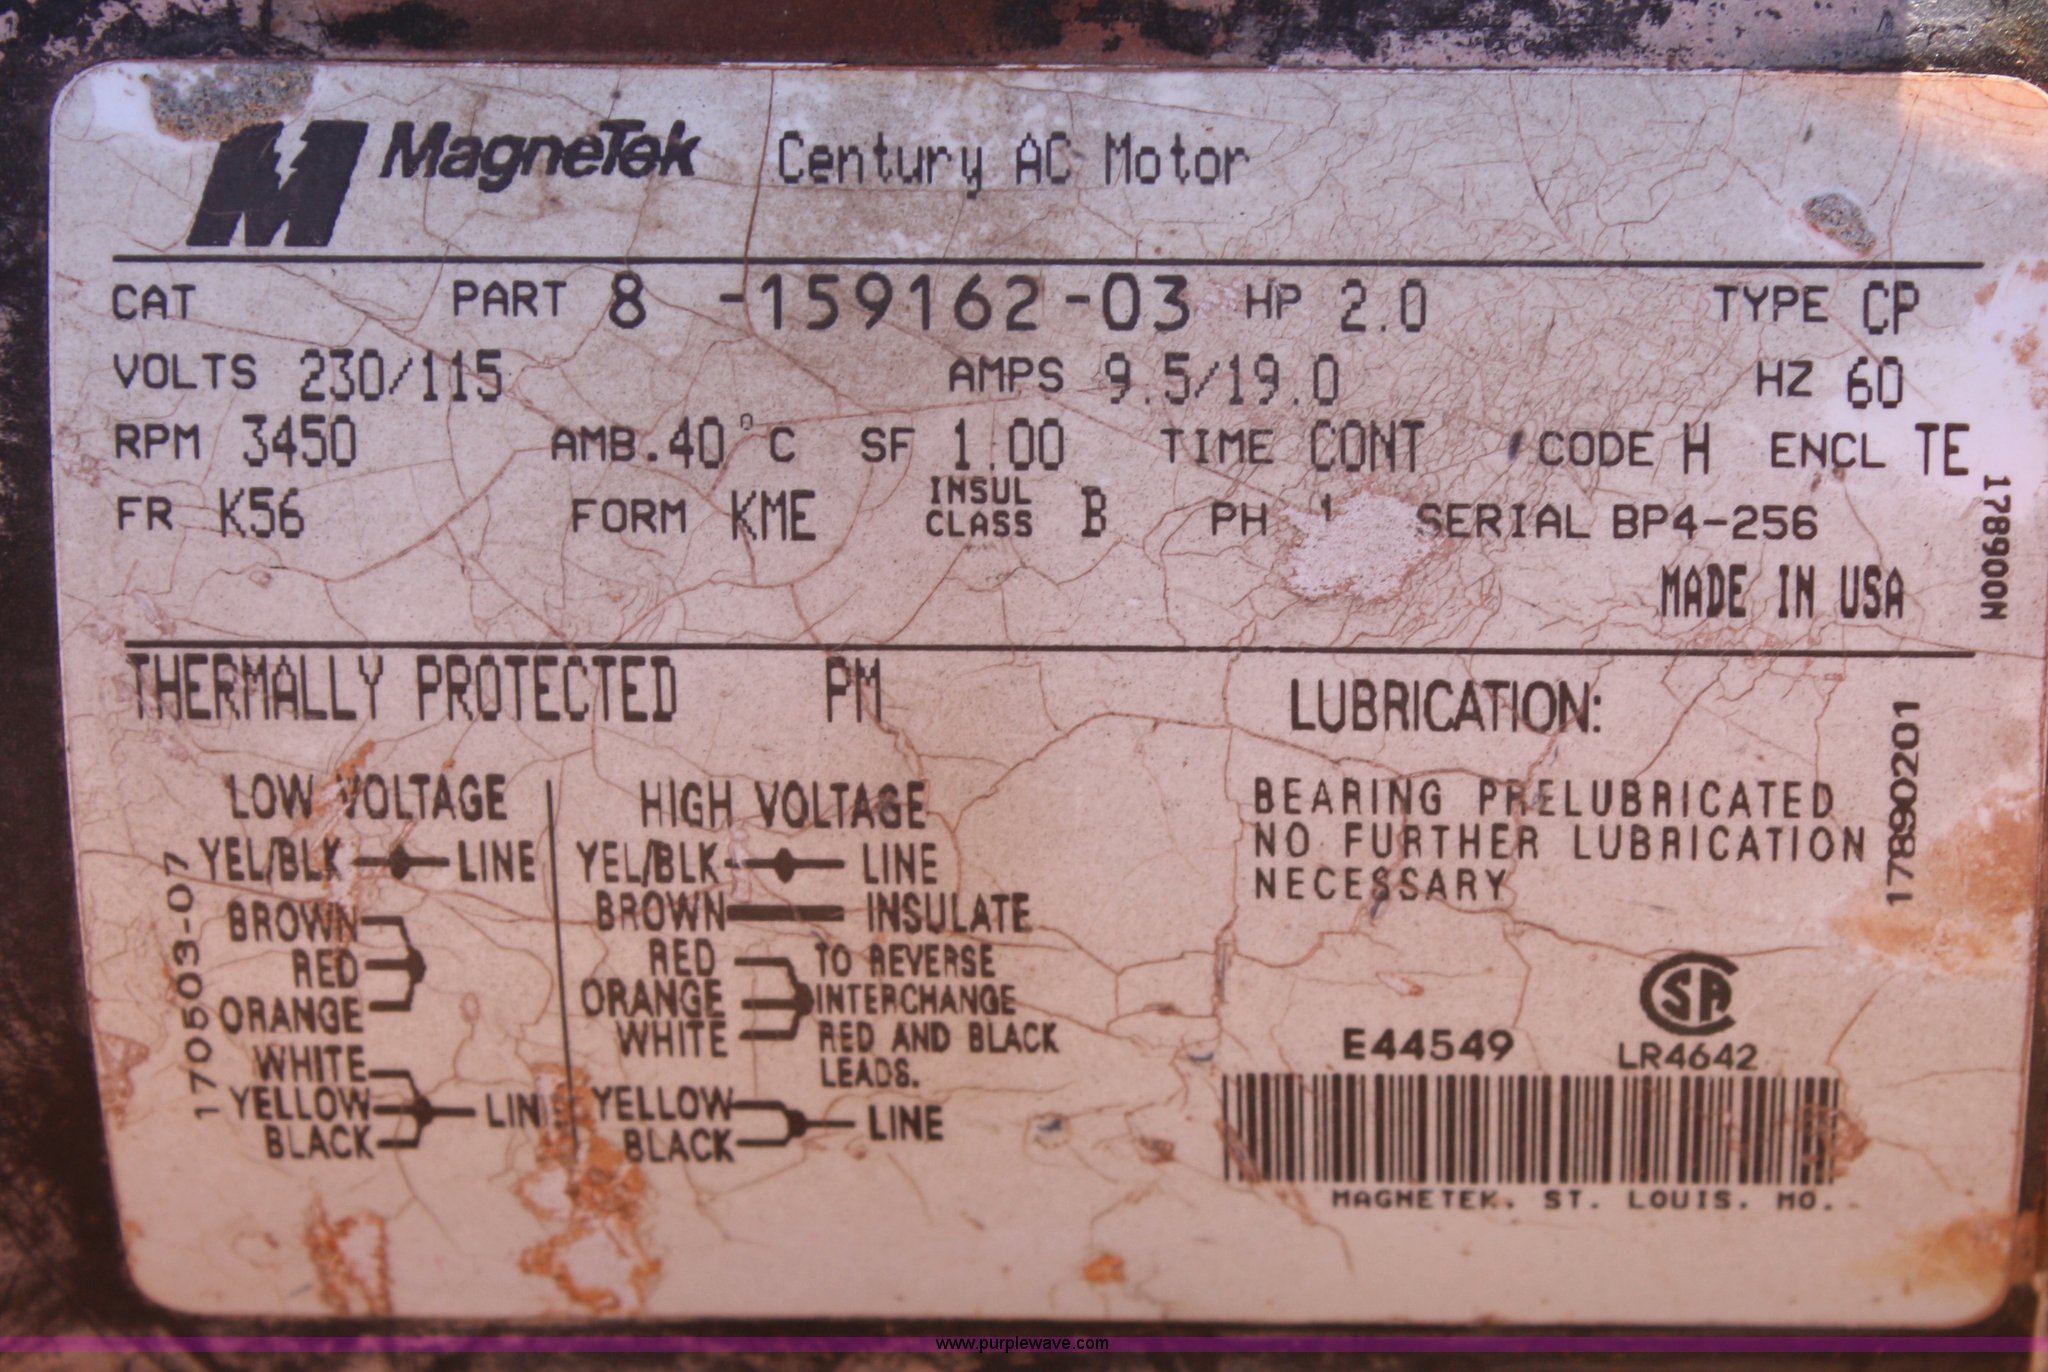 MagneTek Century AC Motor
CAT PART 8 -159162-03 HP 2.0 TYPE CP
VOLTS 230/115 AMPS 9.5/19.0 HZ 60
RPM 3450 AMB.40°C SF 1.00 TIME CONT CODE H ENCL TE
FR K56 FORM KME INSUL CLASS B PH SERIAL BP4-256
MADE IN USA
178900N
THERMALLY PROTECTED PM
LOW VOLTAGE
YEL/BLK LINE
BROWN
RED
ORANGE
WHITE
YELLOW LINE
BLACK
170503-07
HIGH VOLTAGE
YEL/BLK LINE
BROWN INSULATE
RED
ORANGE
WHITE
TO REVERSE
INTERCHANGE
RED AND BLACK
LEADS.
YELLOW LINE
BLACK
LUBRICATION:
BEARING PRELUBRICATED
NO FURTHER LUBRICATION
NECESSARY
17890201
E44549
LR4642
MAGNETEK. ST. LOUIS. MO.
www.purplewave.com